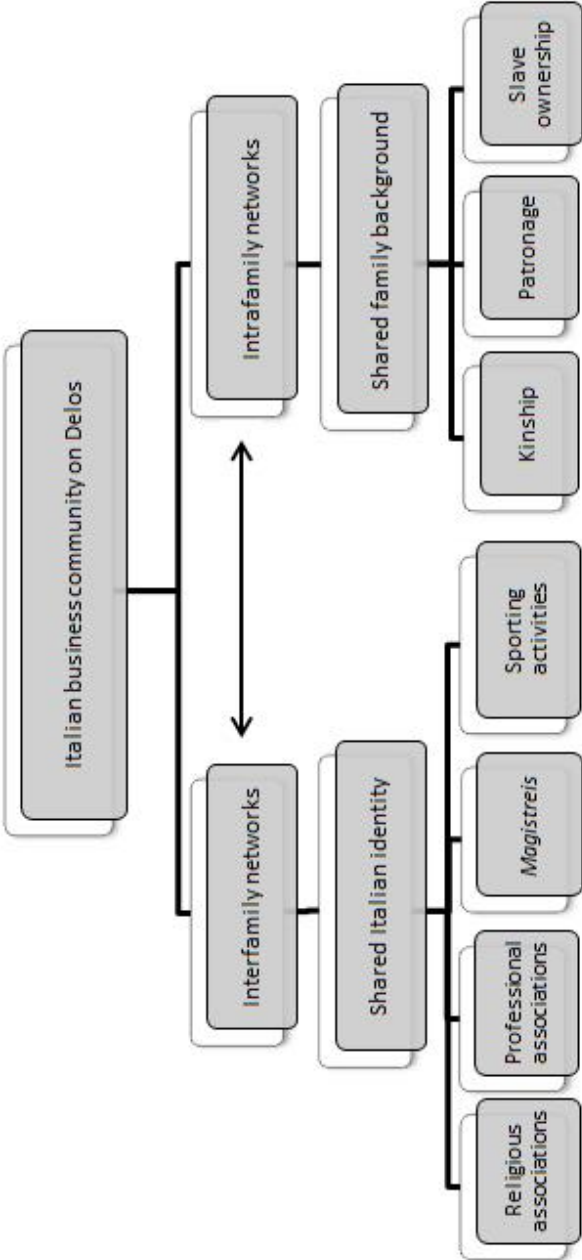 Italian business community on Delos
Interfamily networks
Intrafamily networks
Shared Italian identity
Shared family background
Religious
associations
Professional
associations
Magistreis
Sporting
activities
Kinship
Patronage
Slave
ownership